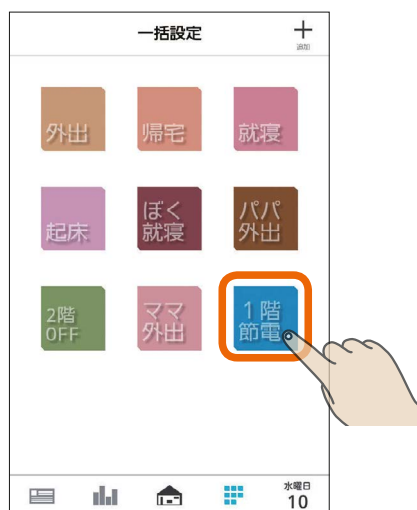 一括設定
追加
外出
帰宅
就寝
起床
ぼく
就寝
パパ
外出
2階
OFF
ママ
外出
1階
節電
水曜日
10